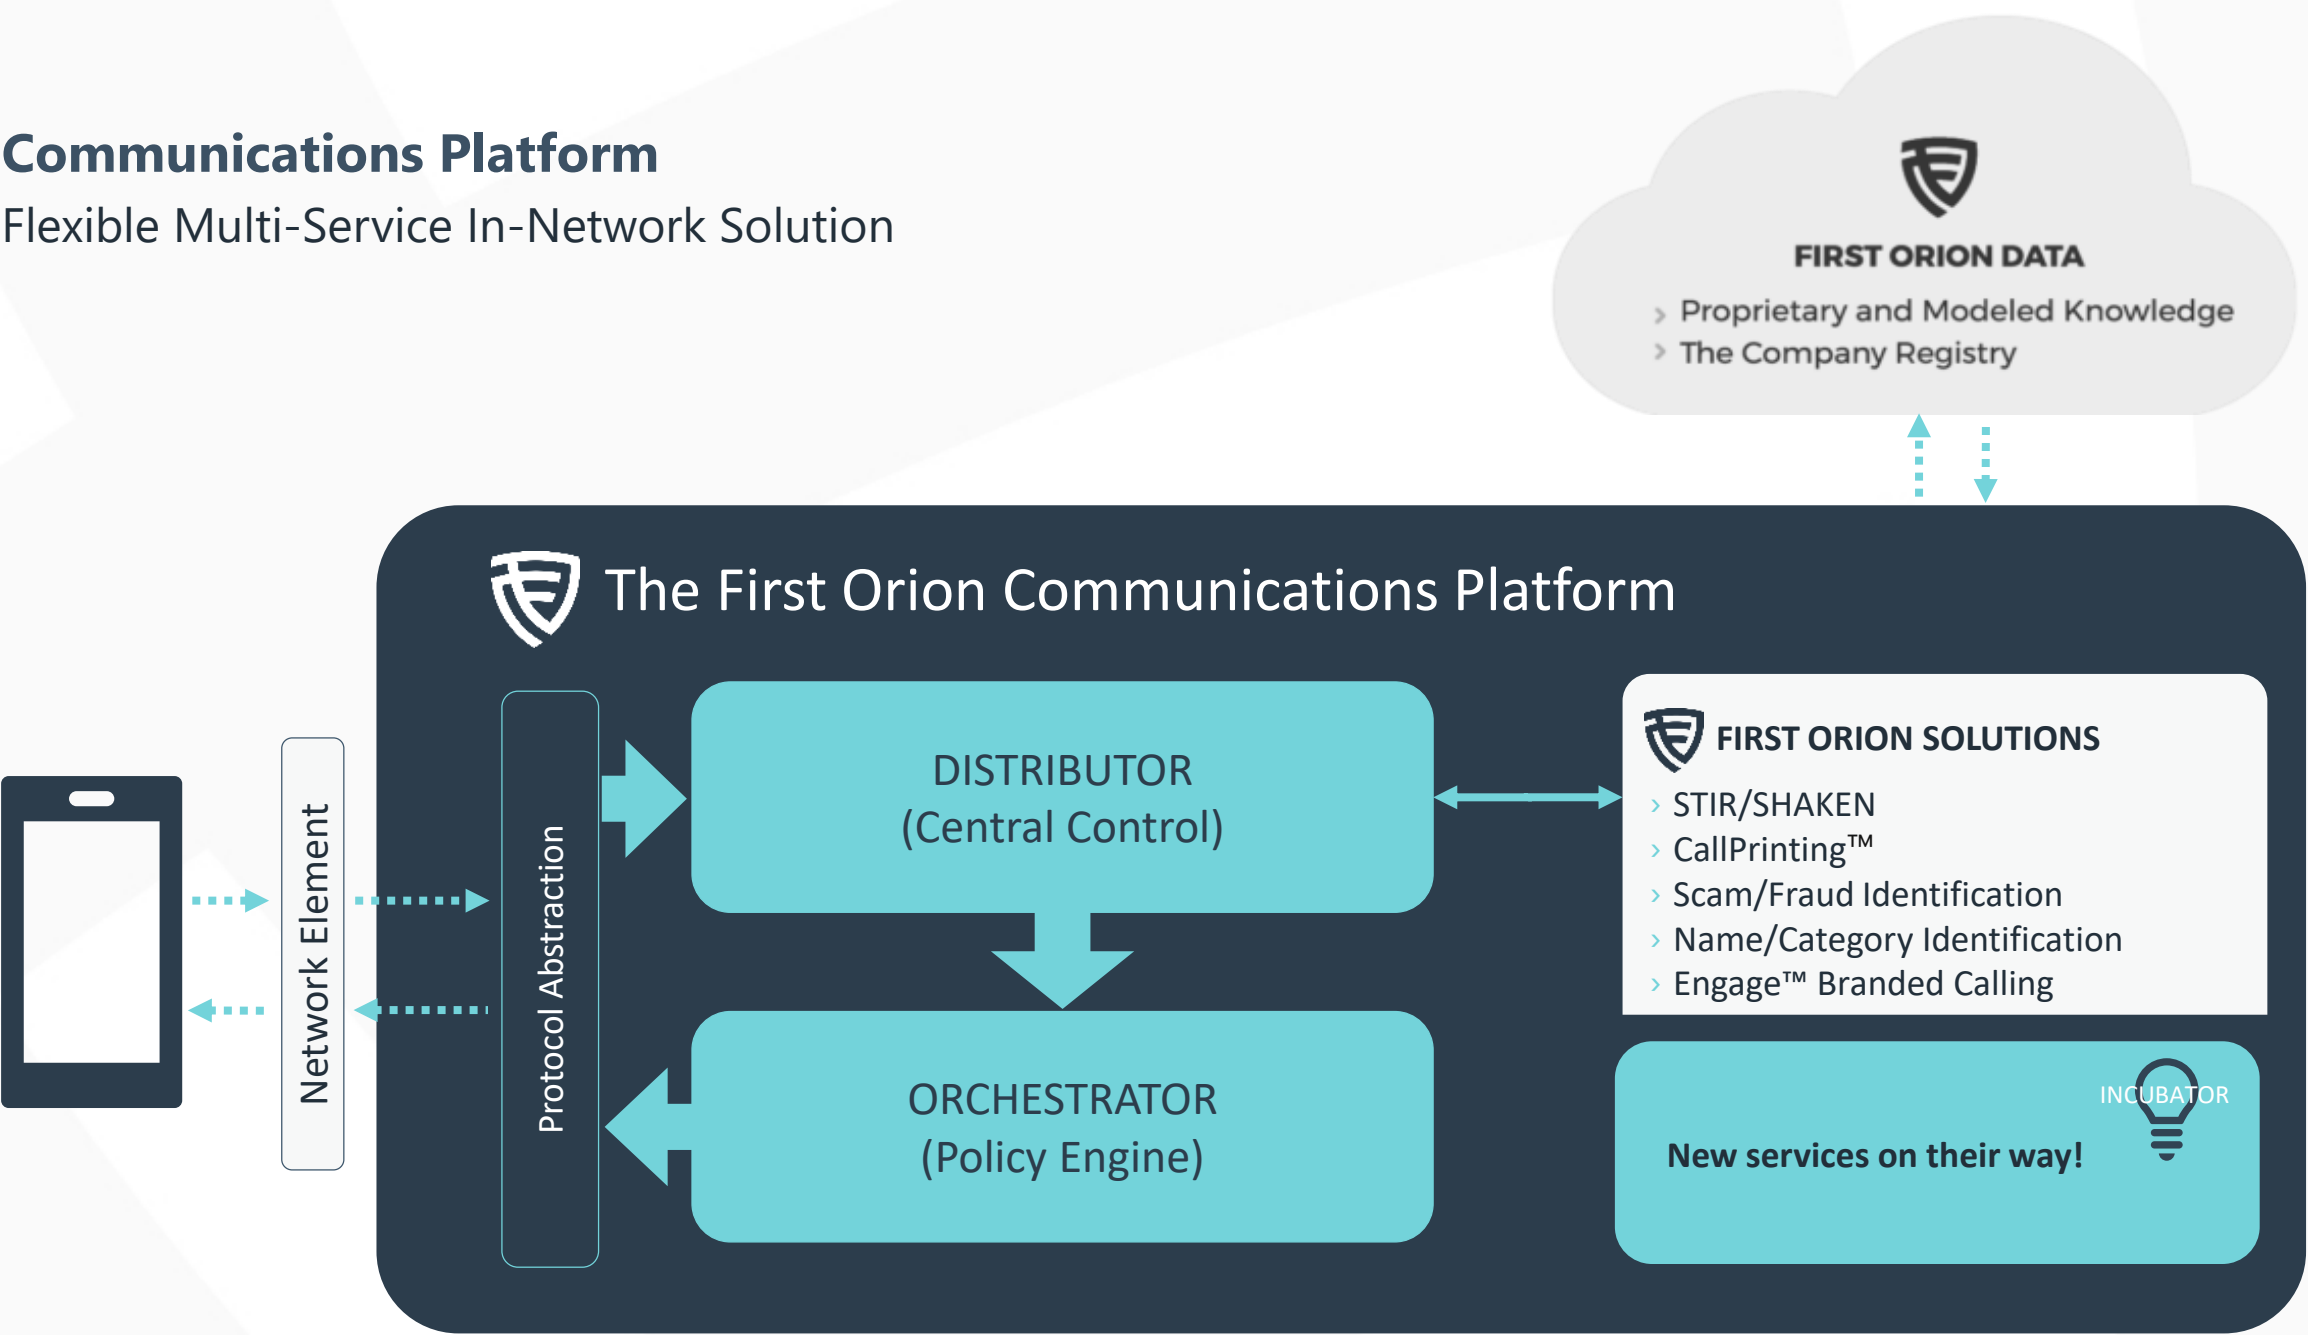 Communications Platform
Flexible Multi-Service In-Network Solution
FIRST ORION DATA
› Proprietary and Modeled Knowledge
› The Company Registry
The First Orion Communications Platform
Network Element
Protocol Abstraction
DISTRIBUTOR
(Central Control)
ORCHESTRATOR
(Policy Engine)
FIRST ORION SOLUTIONS
› STIR/SHAKEN
› CallPrinting™
› Scam/Fraud Identification
› Name/Category Identification
› Engage™ Branded Calling
INCUBATOR
New services on their way!